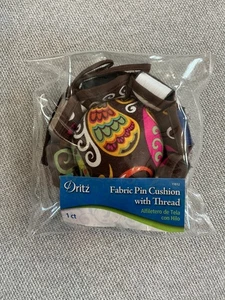 Dritz
Fabric Pin Cushion
with Thread
Alfiletero de Tela
con Hilo
1 ct